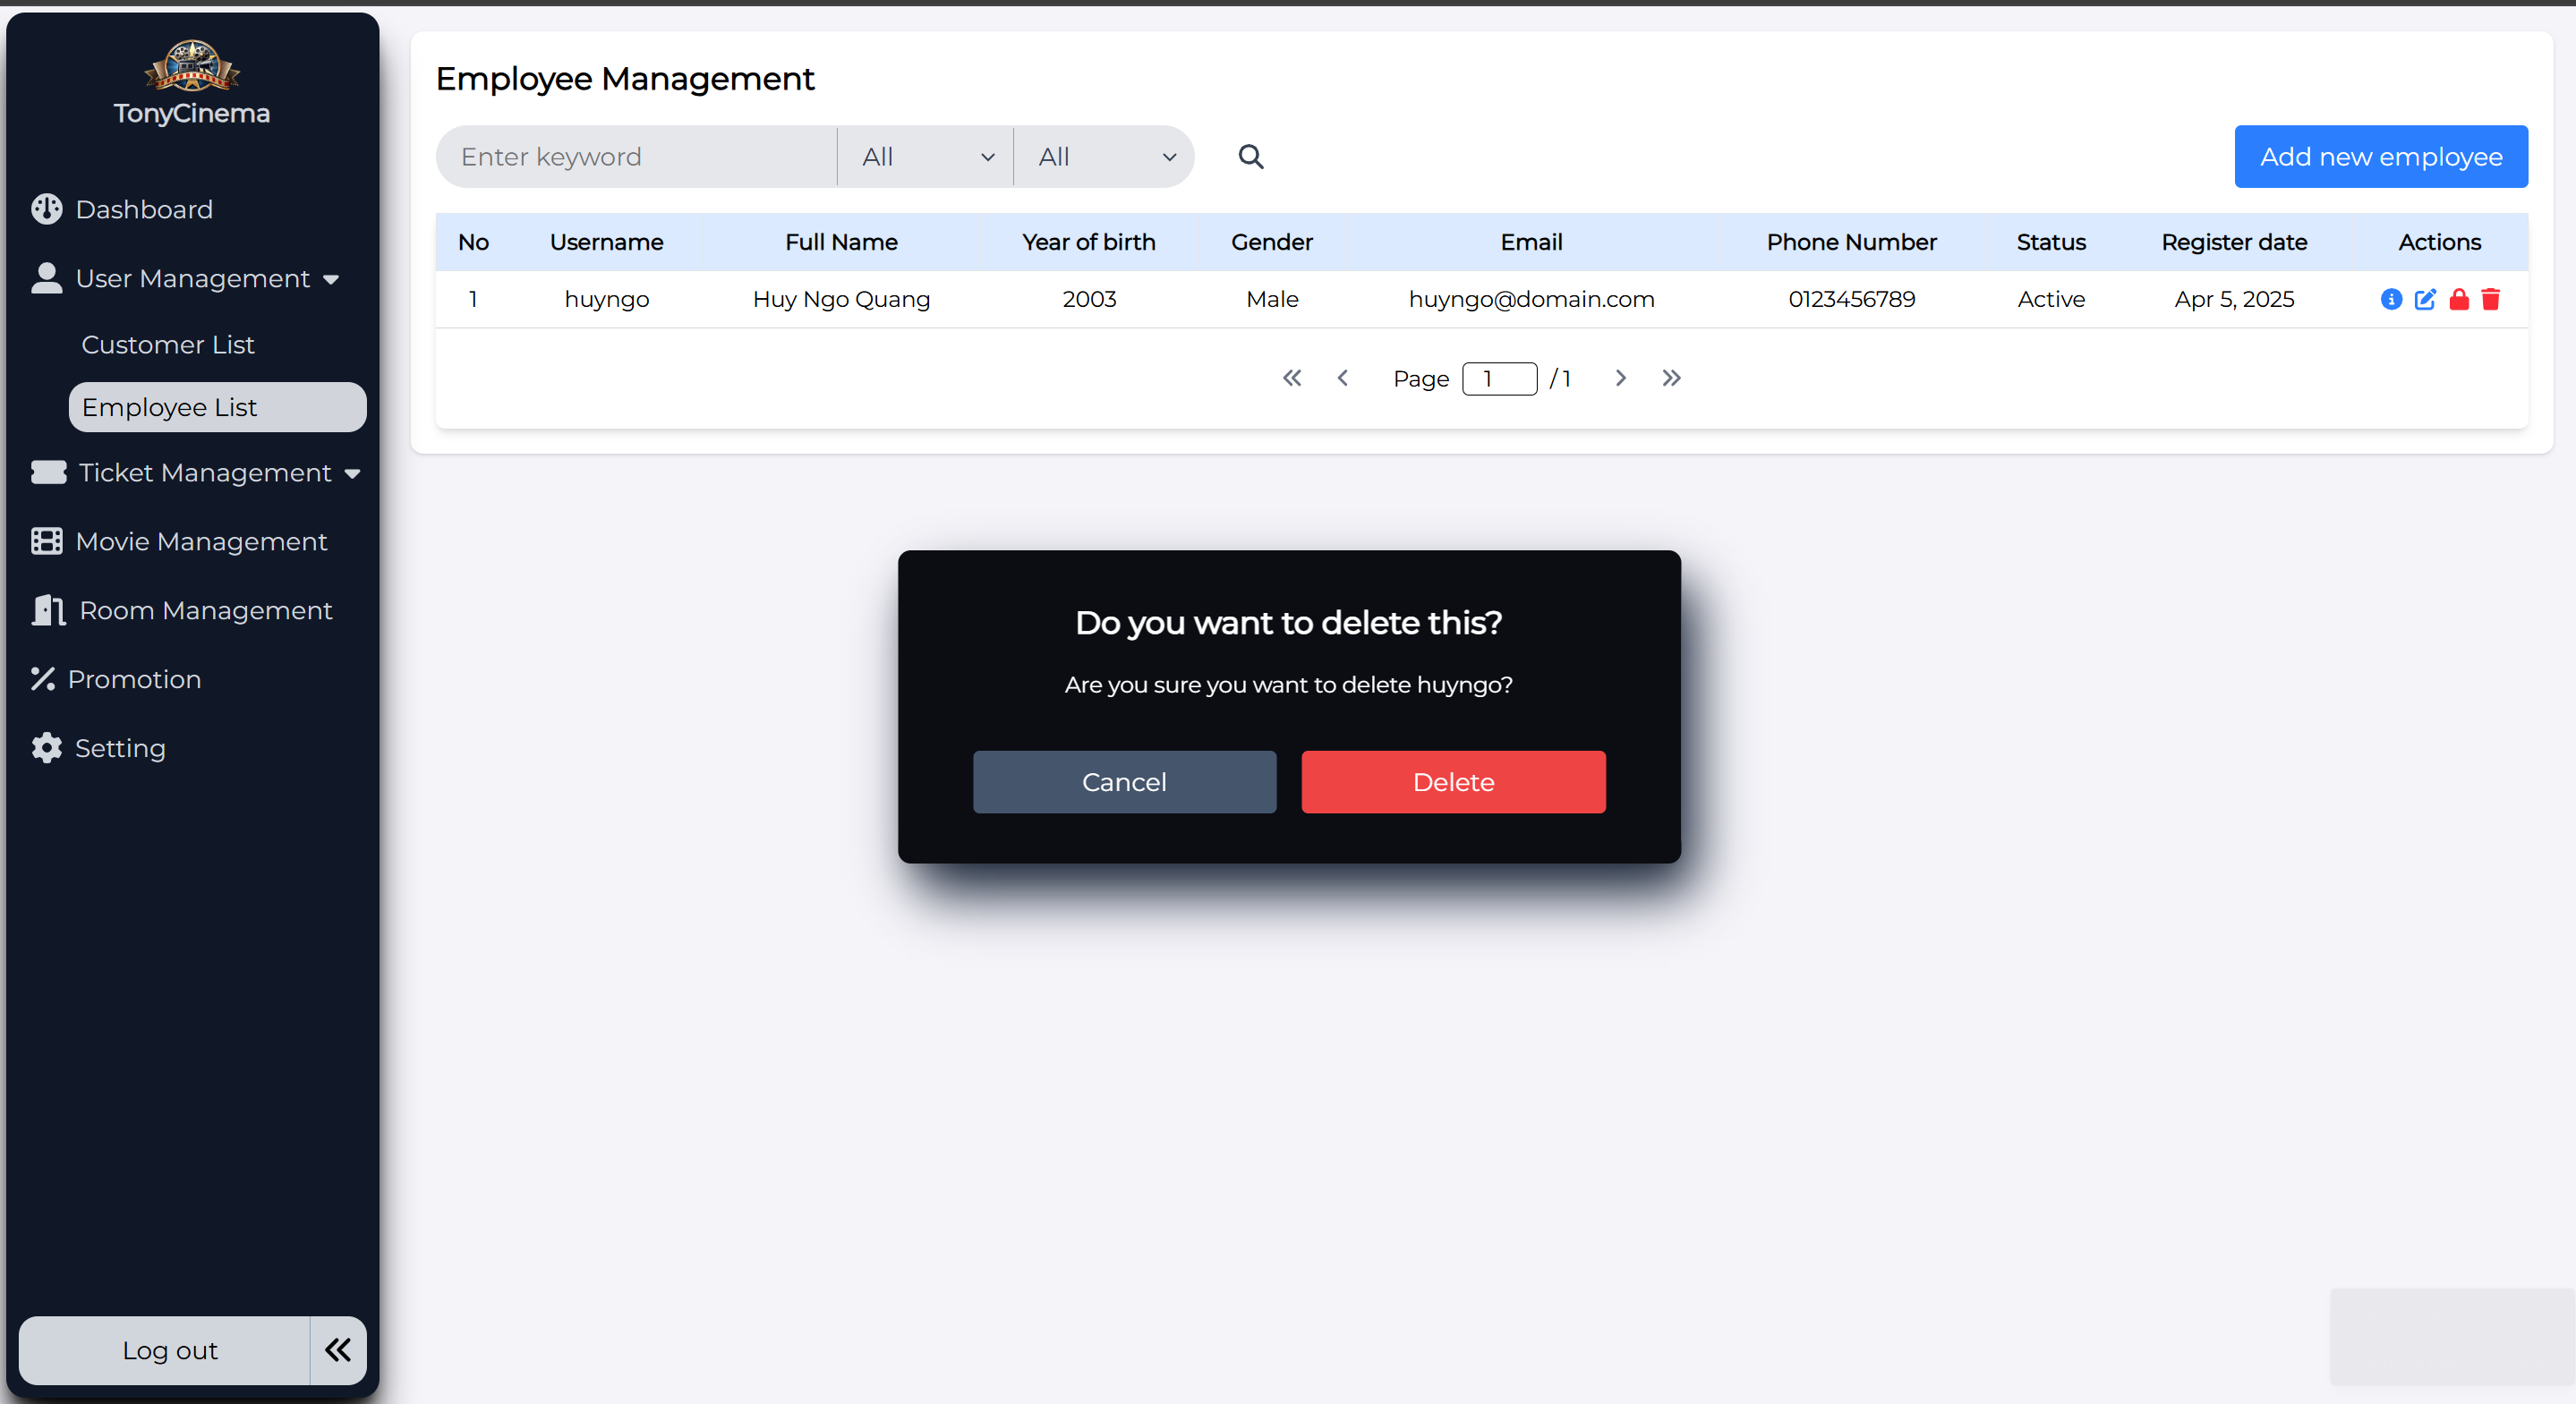 TonyCinema
Dashboard
User Management
Customer List
Employee List
Ticket Management
Movie Management
Room Management
Promotion
Setting
Log out
Employee Management
Enter keyword All All
Add new employee
No Username Full Name Year of birth Gender Email Phone Number Status Register date Actions
1 huyngo Huy Ngo Quang 2003 Male huyngo@domain.com 0123456789 Active Apr 5, 2025
Page 1 / 1
Do you want to delete this?
Are you sure you want to delete huyngo?
Cancel Delete